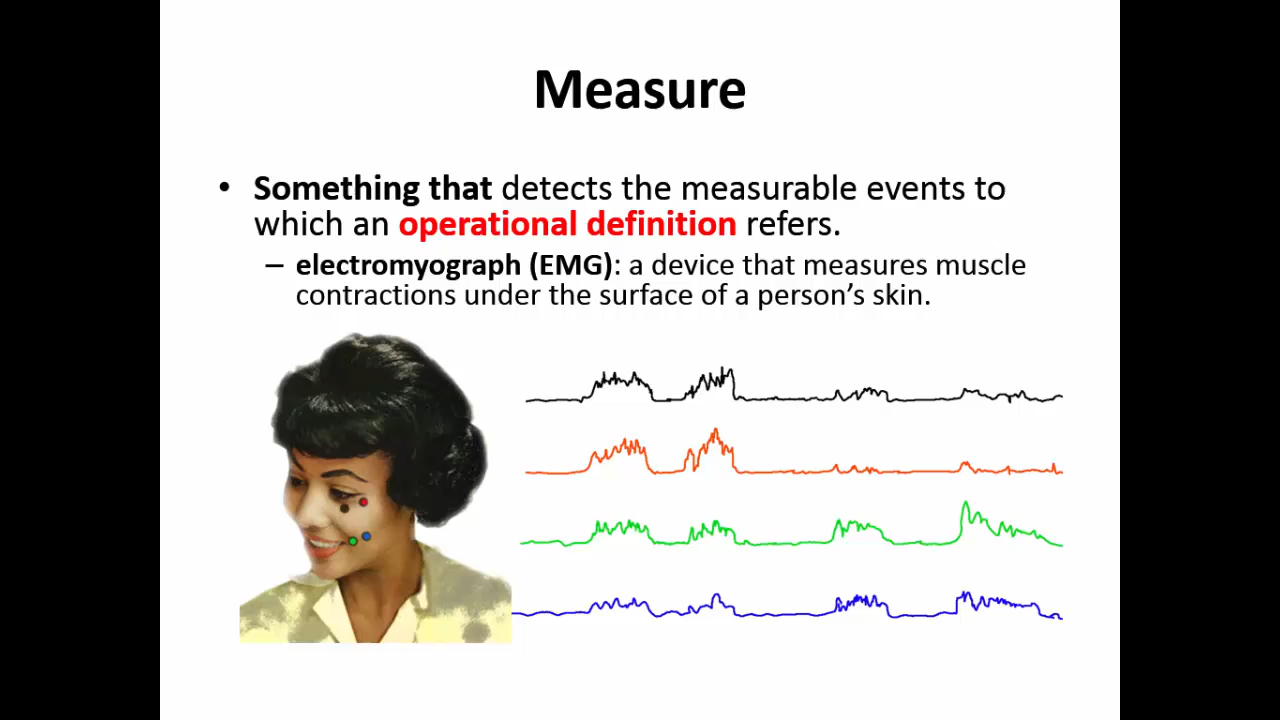 Measure
• Something that detects the measurable events to
which an operational definition refers.
– electromyograph (EMG): a device that measures muscle
contractions under the surface of a person’s skin.